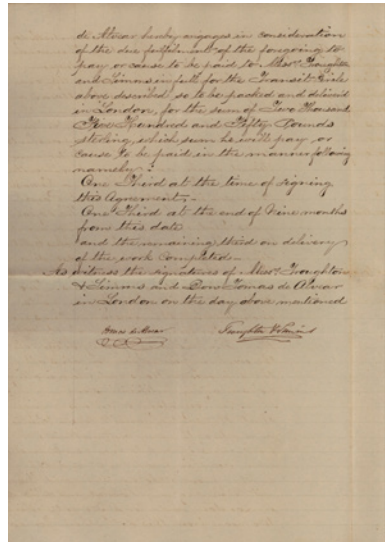 de Alvear hereby engages in consideration
of the due fulfilment of the foregoing to
pay or cause to be paid to Messrs. Troughton
and Simms in full for the Transit Circle
above described, so to be packed and delivered
in London, for the sum of Two Thousand
Five Hundred and Fifty Pounds
sterling, which sum he will pay, or
cause to be paid in the manner following
namely:
One Third at the time of signing
this Agreement,-
One Third at the end of Nine months
from this date
and the remaining third on delivery
of the work completed-
As witness the signatures of Messrs. Troughton
& Simms and Don Tomas de Alvear
in London on the day above mentioned
de Alvear Troughton & Simms